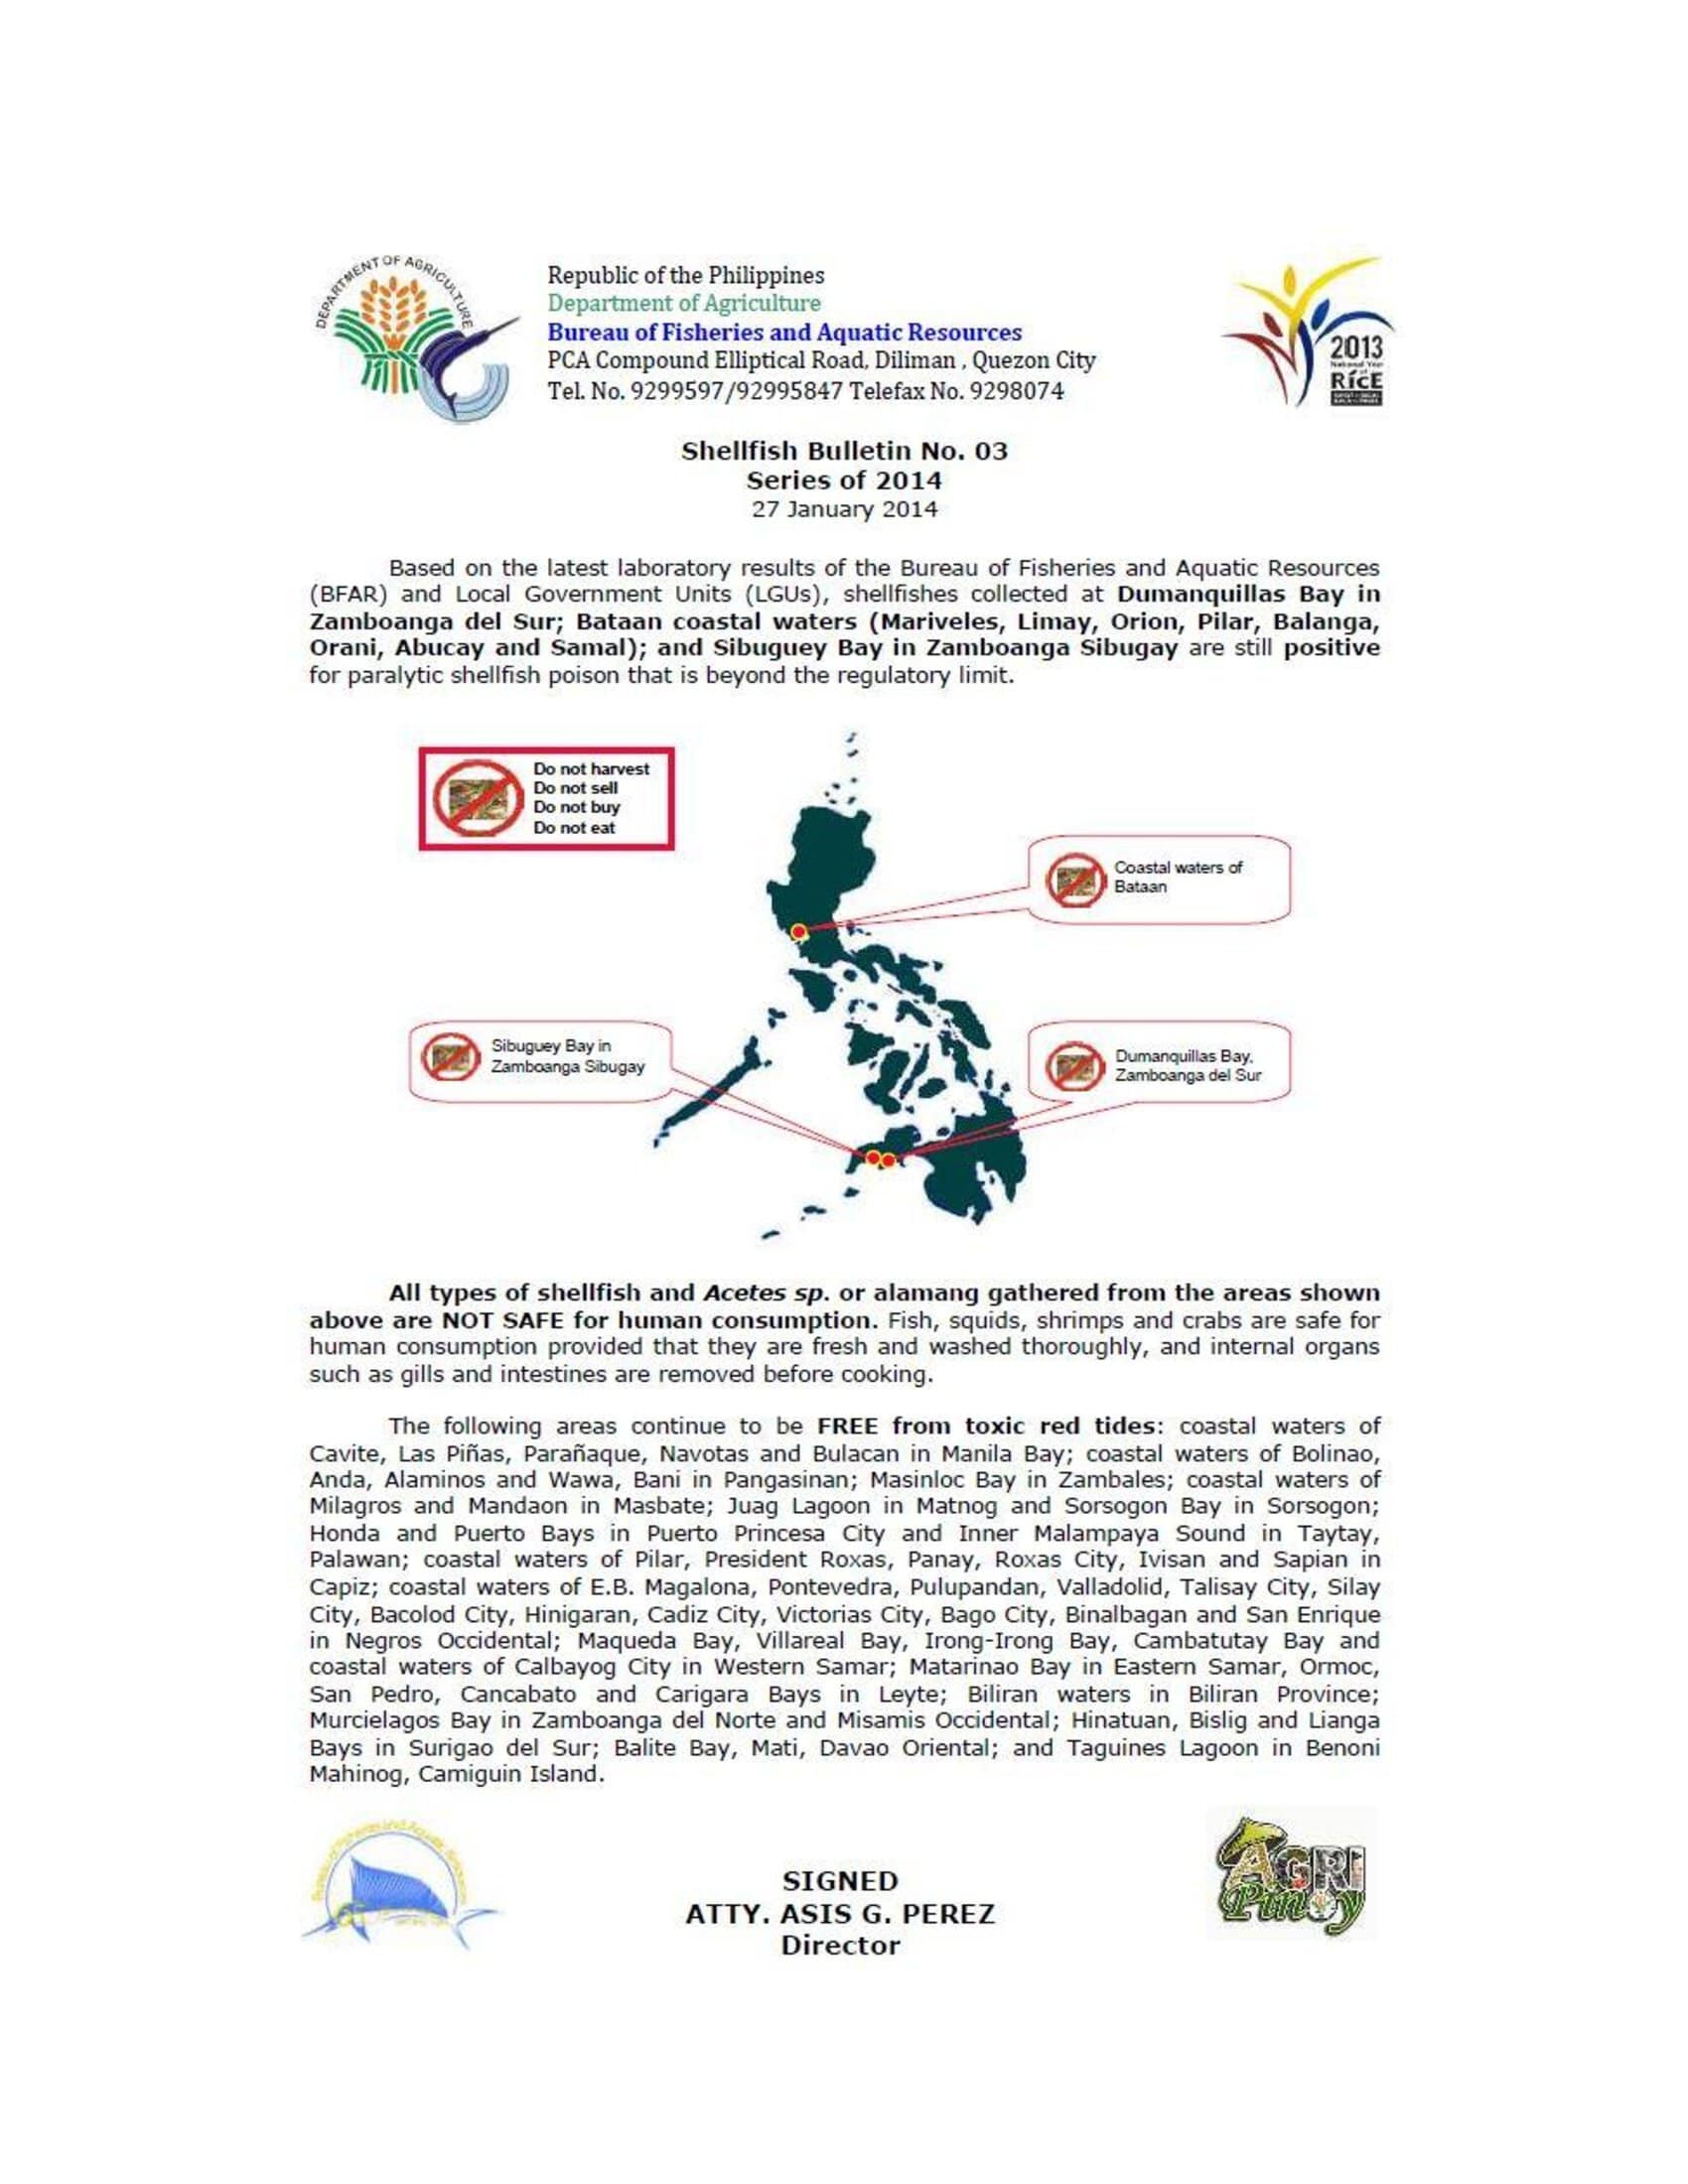 DEPARTMENT OF AGRICULTURE
Republic of the Philippines
Department of Agriculture
Bureau of Fisheries and Aquatic Resources
PCA Compound Elliptical Road, Diliman , Quezon City
Tel. No. 9299597/92995847 Telefax No. 9298074
2013
National Year
of
RiCE
Shellfish Bulletin No. 03
Series of 2014
27 January 2014
Based on the latest laboratory results of the Bureau of Fisheries and Aquatic Resources
(BFAR) and Local Government Units (LGUs), shellfishes collected at Dumanquillas Bay in
Zamboanga del Sur; Bataan coastal waters (Mariveles, Limay, Orion, Pilar, Balanga,
Orani, Abucay and Samal); and Sibuguey Bay in Zamboanga Sibugay are still positive
for paralytic shellfish poison that is beyond the regulatory limit.
Do not harvest
Do not sell
Do not buy
Do not eat
Coastal waters of
Bataan
Sibuguey Bay in
Zamboanga Sibugay
Dumanquillas Bay,
Zamboanga del Sur
All types of shellfish and Acetes sp. or alamang gathered from the areas shown
above are NOT SAFE for human consumption. Fish, squids, shrimps and crabs are safe for
human consumption provided that they are fresh and washed thoroughly, and internal organs
such as gills and intestines are removed before cooking.
The following areas continue to be FREE from toxic red tides: coastal waters of
Cavite, Las Piñas, Parañaque, Navotas and Bulacan in Manila Bay; coastal waters of Bolinao,
Anda, Alaminos and Wawa, Bani in Pangasinan; Masinloc Bay in Zambales; coastal waters of
Milagros and Mandaon in Masbate; Juag Lagoon in Matnog and Sorsogon Bay in Sorsogon;
Honda and Puerto Bays in Puerto Princesa City and Inner Malampaya Sound in Taytay,
Palawan; coastal waters of Pilar, President Roxas, Panay, Roxas City, Ivisan and Sapian in
Capiz; coastal waters of E.B. Magalona, Pontevedra, Pulupandan, Valladolid, Talisay City, Silay
City, Bacolod City, Hinigaran, Cadiz City, Victorias City, Bago City, Binalbagan and San Enrique
in Negros Occidental; Maqueda Bay, Villareal Bay, Irong-Irong Bay, Cambatutay Bay and
coastal waters of Calbayog City in Western Samar; Matarinao Bay in Eastern Samar, Ormoc,
San Pedro, Cancabato and Carigara Bays in Leyte; Biliran waters in Biliran Province;
Murcielagos Bay in Zamboanga del Norte and Misamis Occidental; Hinatuan, Bislig and Lianga
Bays in Surigao del Sur; Balite Bay, Mati, Davao Oriental; and Taguines Lagoon in Benoni
Mahinog, Camiguin Island.
SIGNED
ATTY. ASIS G. PEREZ
Director
AGRI
Pinoy